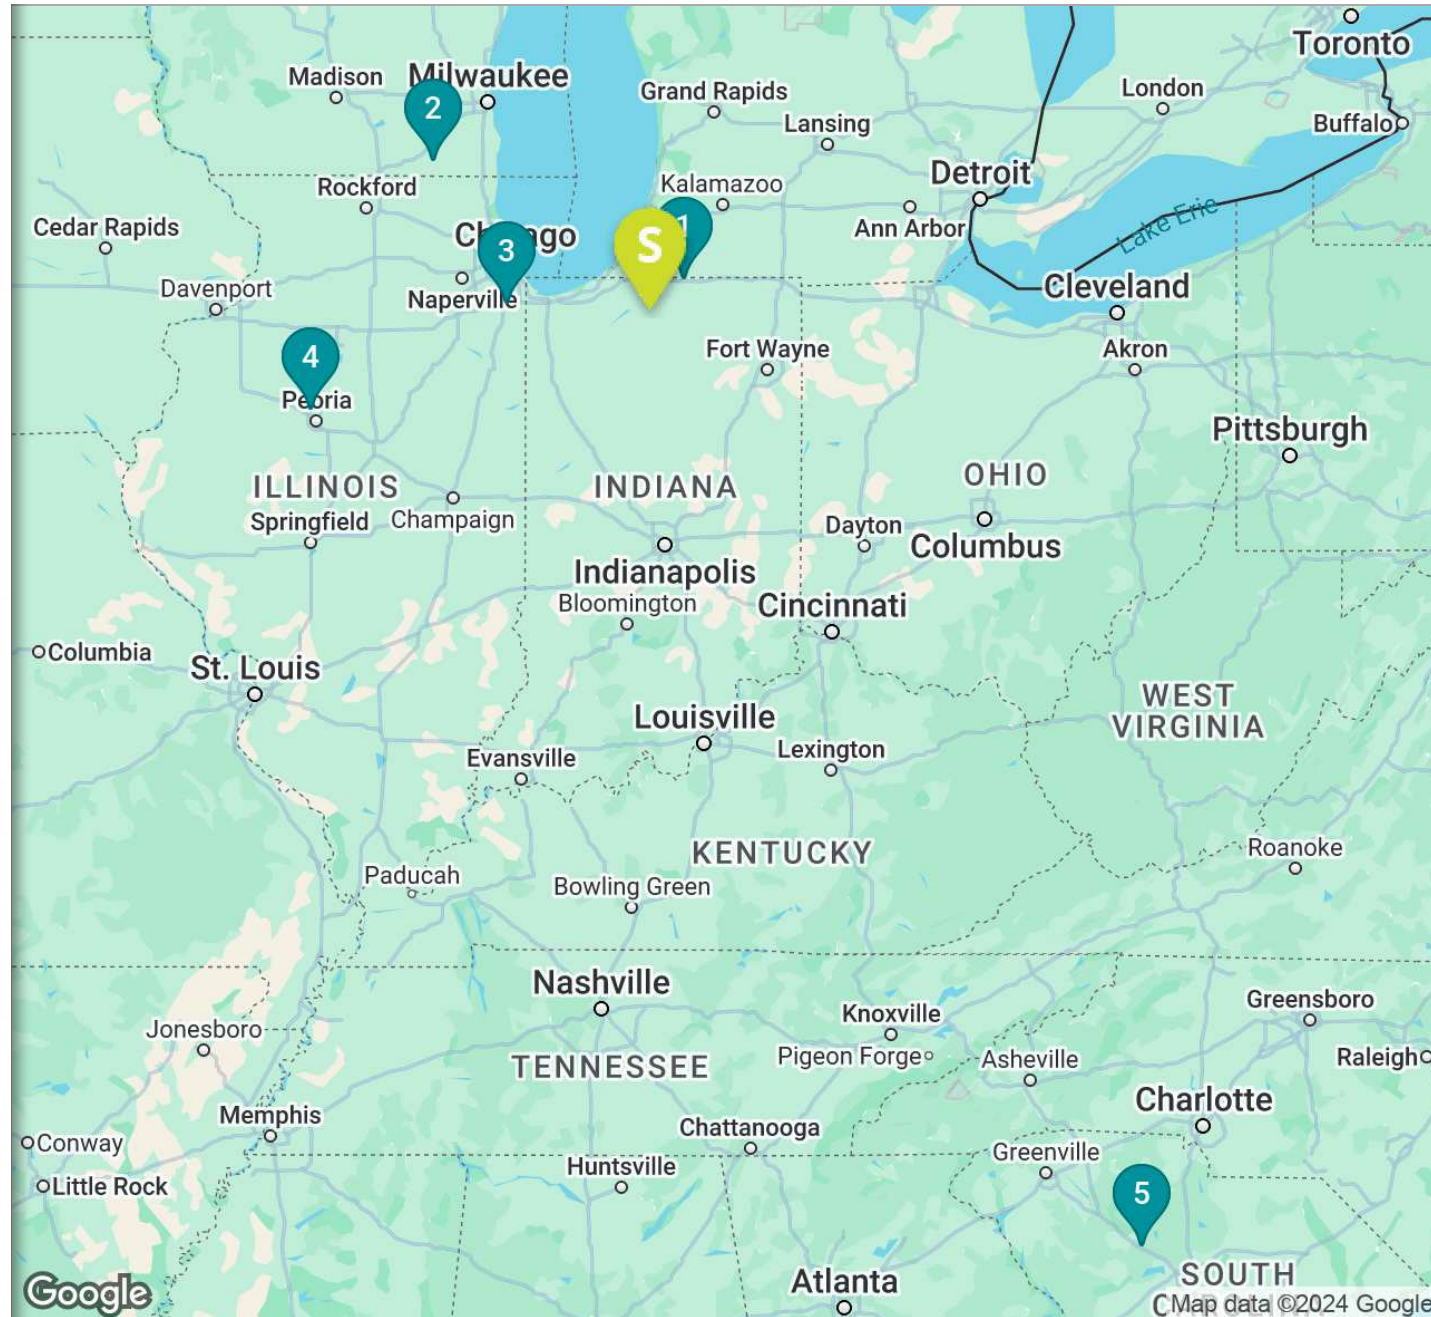 Toronto
Madison
Milwaukee
2
Grand Rapids
London
Lansing
Buffalo
Detroit
Rockford
Kalamazoo
Ann Arbor
Lake Erie
Cedar Rapids
3
S
1
Davenport
Naperville
Cleveland
4
Fort Wayne
Akron
Peoria
Pittsburgh
ILLINOIS
INDIANA
OHIO
Springfield
Champaign
Dayton
Columbus
Indianapolis
Bloomington
Cincinnati
Columbia
St. Louis
WEST
VIRGINIA
Louisville
Evansville
Lexington
KENTUCKY
Roanoke
Paducah
Bowling Green
Nashville
Greensboro
Knoxville
Jonesboro
Pigeon Forge
Asheville
Raleigh
TENNESSEE
Charlotte
Memphis
Chattanooga
Conway
Greenville
Huntsville
Little Rock
5
Atlanta
SOUTH
Google
Map data ©2024 Google